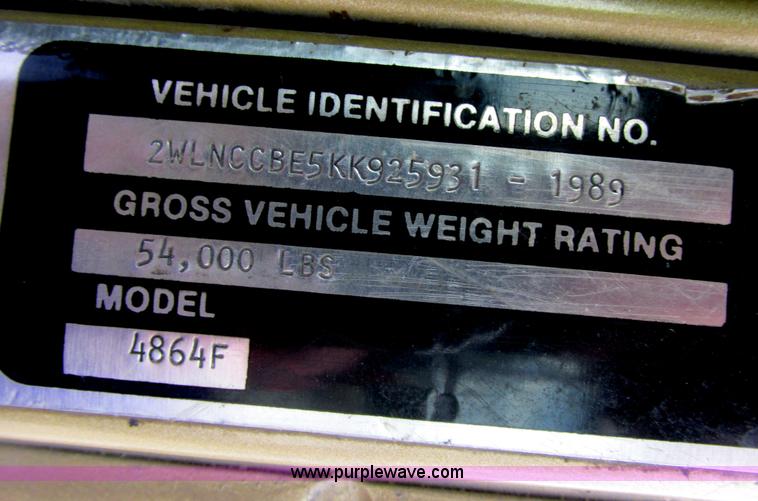 VEHICLE IDENTIFICATION NO.
2WLNCCBE5KK925931 - 1989
GROSS VEHICLE WEIGHT RATING
54,000 LBS
MODEL
4864F
www.purplewave.com